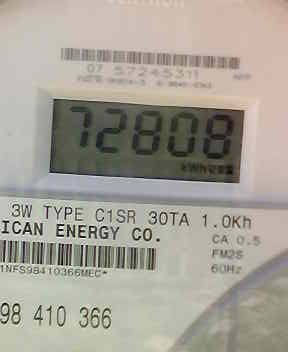 07 57245311
72808
kWh
3W TYPE C1SR 30TA 1.0Kh
ICAN ENERGY CO.
CA 0.5
FM2S
60Hz
1NFS98410366MEC*
98 410 366